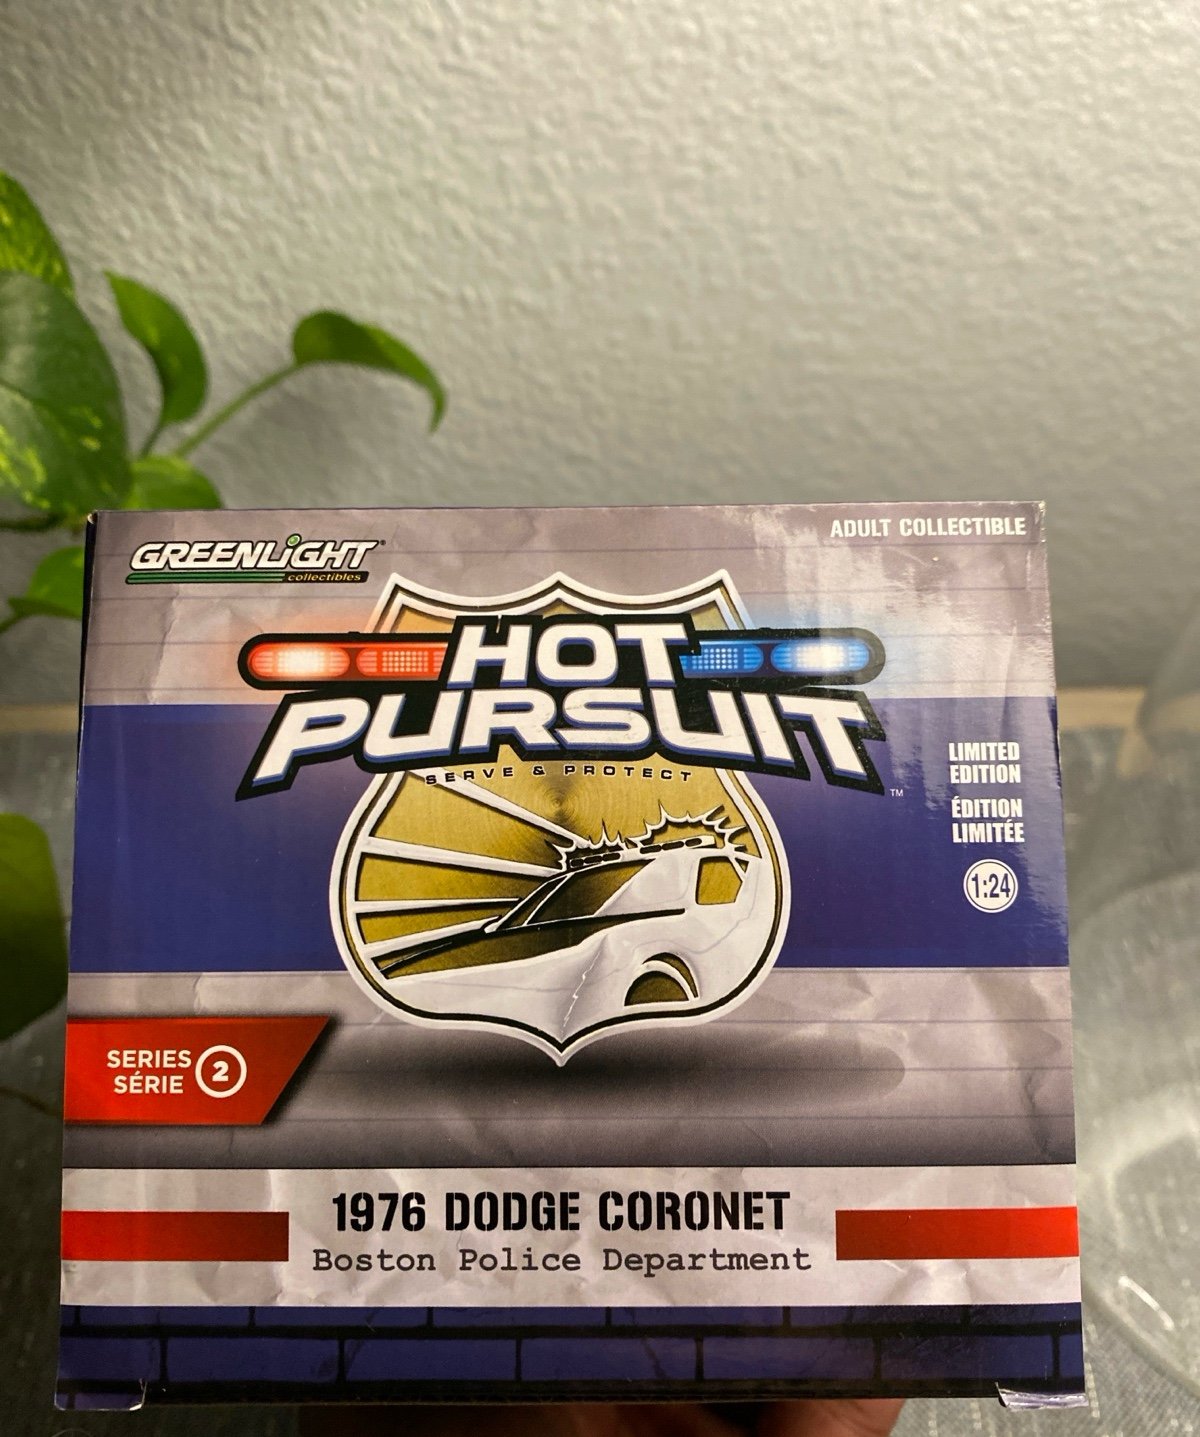 GREENLiGHT®
collectibles
ADULT COLLECTIBLE
HOT
PURSUIT
TM
SERVE & PROTECT
LIMITED
EDITION
ÉDITION
LIMITÉE
1:24
SERIES
SÉRIE
2
1976 DODGE CORONET
Boston Police Department